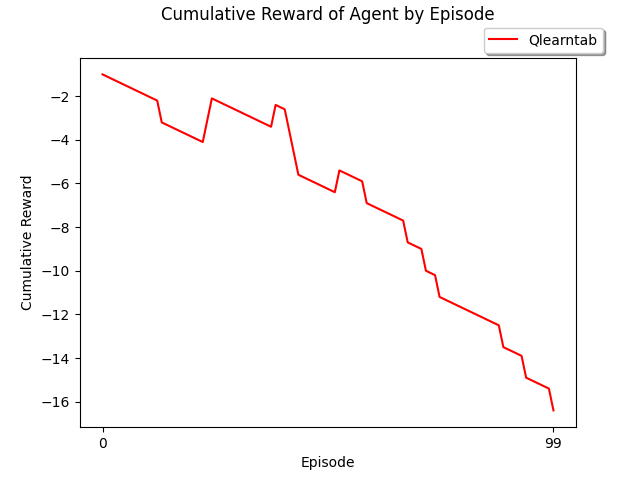 Cumulative Reward of Agent by Episode
Qlearntab
−2
−4
−6
−8
−10
−12
−14
−16
Cumulative Reward
0 99
Episode